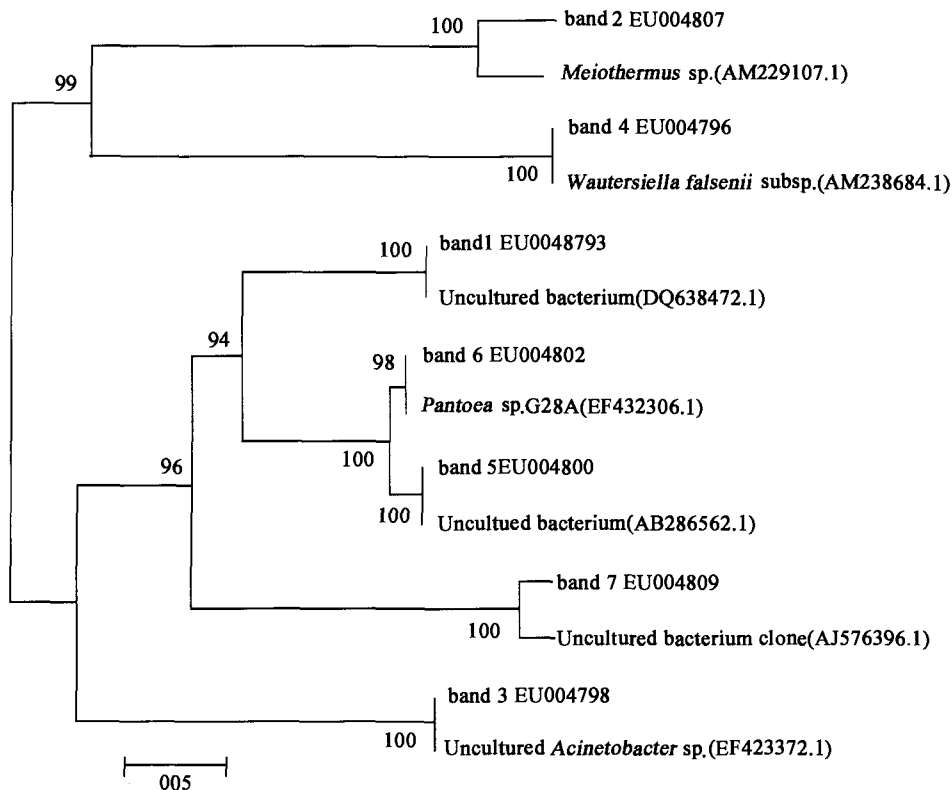 band 2 EU004807
100
Meiothermus sp.(AM229107.1)
99
band 4 EU004796
100
Wautersiella falsenii subsp.(AM238684.1)
band1 EU0048793
100
Uncultured bacterium(DQ638472.1)
94
band 6 EU004802
98
Pantoea sp.G28A(EF432306.1)
100
band 5EU004800
96
100
Uncultued bacterium(AB286562.1)
band 7 EU004809
100
Uncultured bacterium clone(AJ576396.1)
band 3 EU004798
100
Uncultured Acinetobacter sp.(EF423372.1)
005